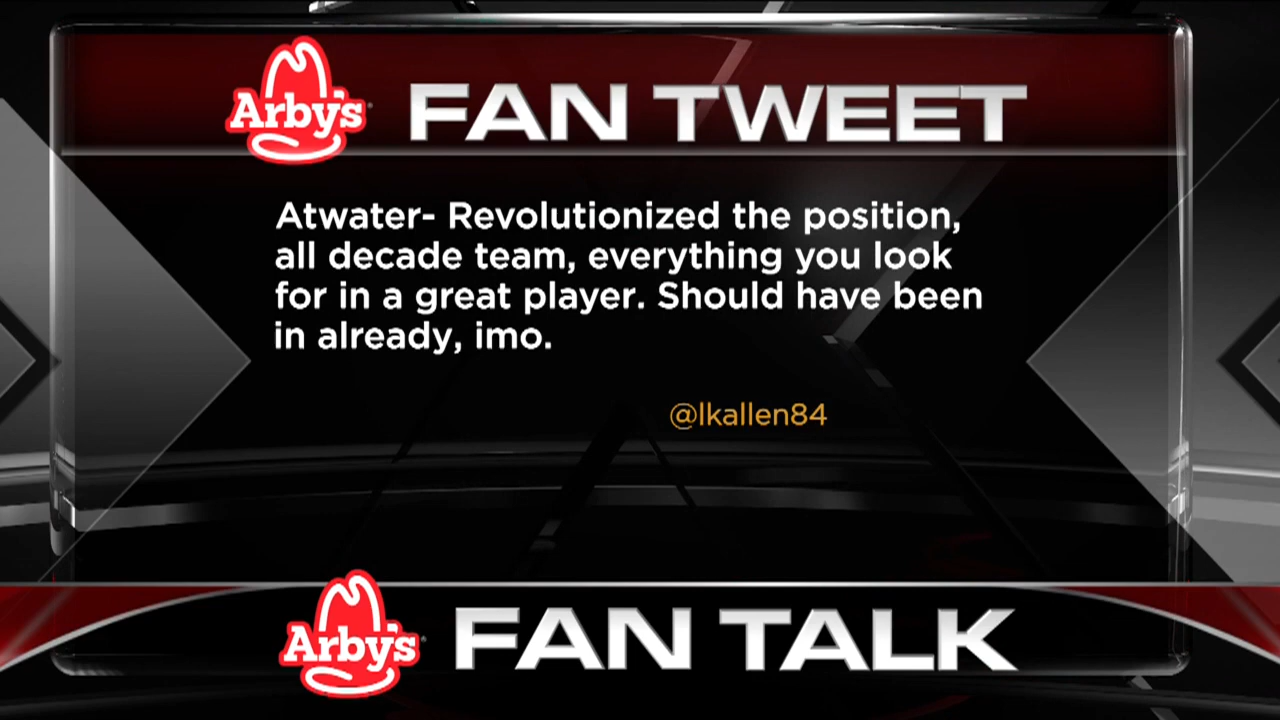 Arby's FAN TWEET
Atwater- Revolutionized the position,
all decade team, everything you look
for in a great player. Should have been
in already, imo.
@lkallen84
Arby's FAN TALK